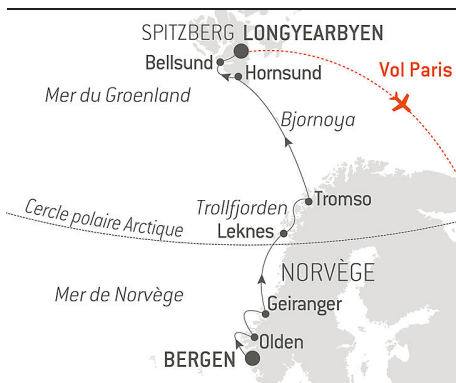 SPITZBERG LONGYEARBYEN
Bellsund
Hornsund
Vol Paris
Mer du Groenland
Bjornoya
Tromso
Trollfjorden
Cercle polaire Arctique
Leknes
NORVÈGE
Mer de Norvège
Geiranger
Olden
BERGEN